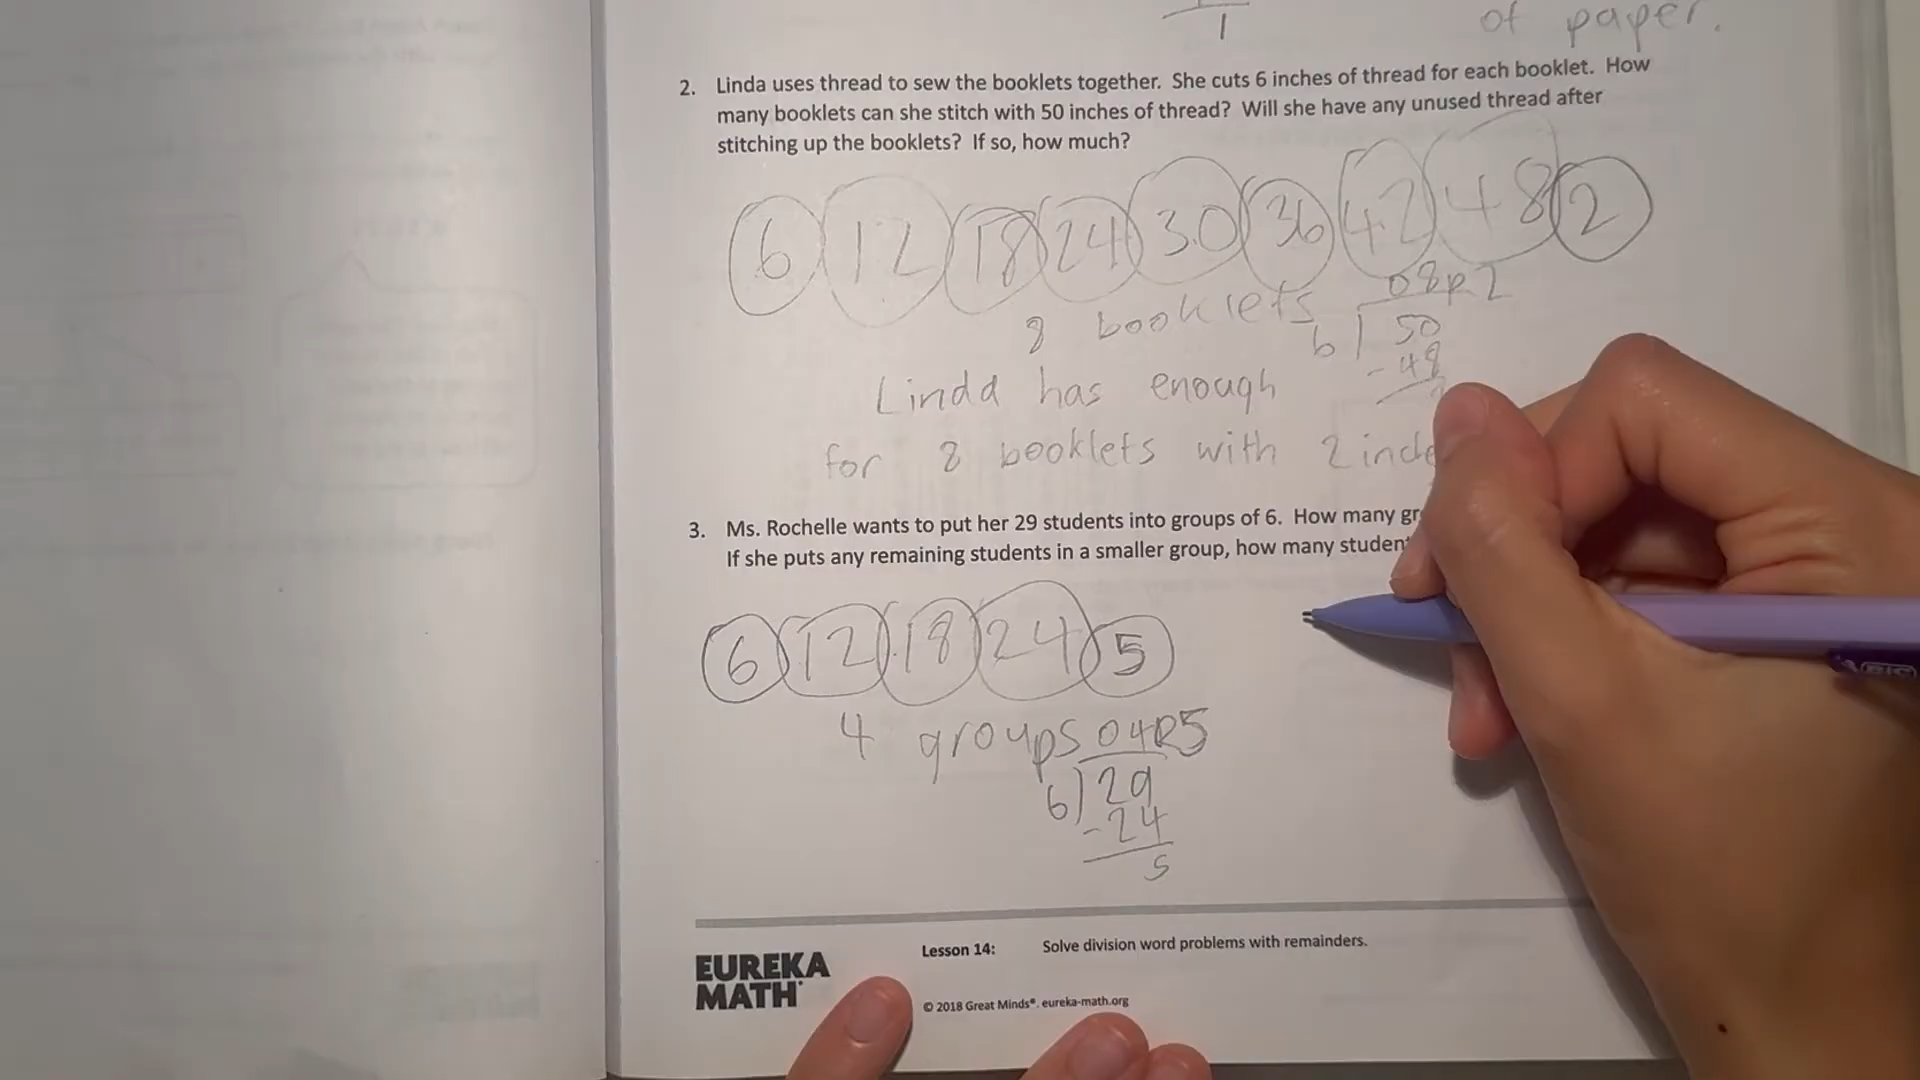 of paper.
1
2. Linda uses thread to sew the booklets together. She cuts 6 inches of thread for each booklet. How
many booklets can she stitch with 50 inches of thread? Will she have any unused thread after
stitching up the booklets? If so, how much?
6 12 18 24 30 36 42 48 2
8 booklets
08R2
6 50
- 48
Linda has enough
for 8 booklets with 2
3. Ms. Rochelle wants to put her 29 students into groups of 6. How many
If she puts any remaining students in a smaller group, how many
6 12 18 24 5
4 groups
04R5
6 29
- 24
5
EUREKA
MATH
Lesson 14: Solve division word problems with remainders.
© 2018 Great Minds®. eureka-math.org
BIC